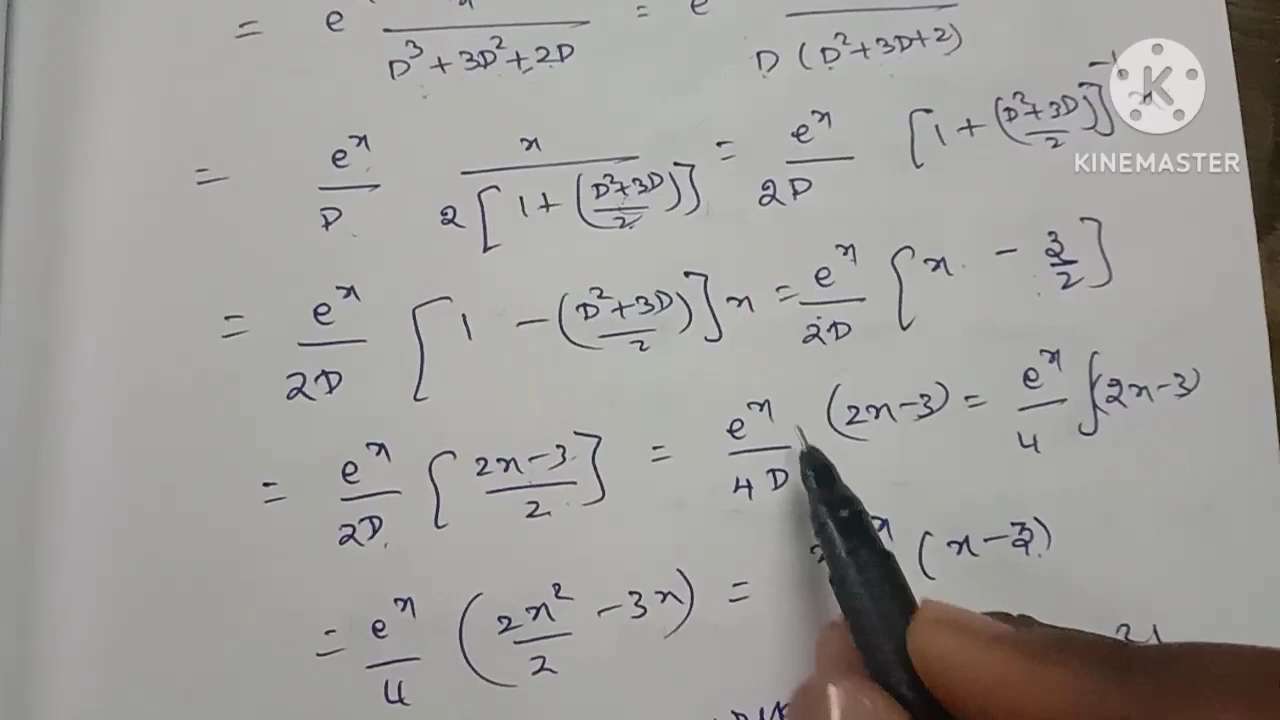 = e x / D³+3D²+2D = e / D (D²+3D+2)
= eˣ/D x / 2[1+(D²+3D/2)] = eˣ/2D [1+(D²+3D/2)]⁻¹
K
KINEMASTER
= eˣ/2D [1 -(D²+3D/2)]x = eˣ/2D [x - 3/2]
= eˣ/2D [2x-3/2] = eˣ/4D (2x-3) = eˣ/4 ∫(2x-3)
= eˣ/4 (2x²/2 -3x) = x (x-3)